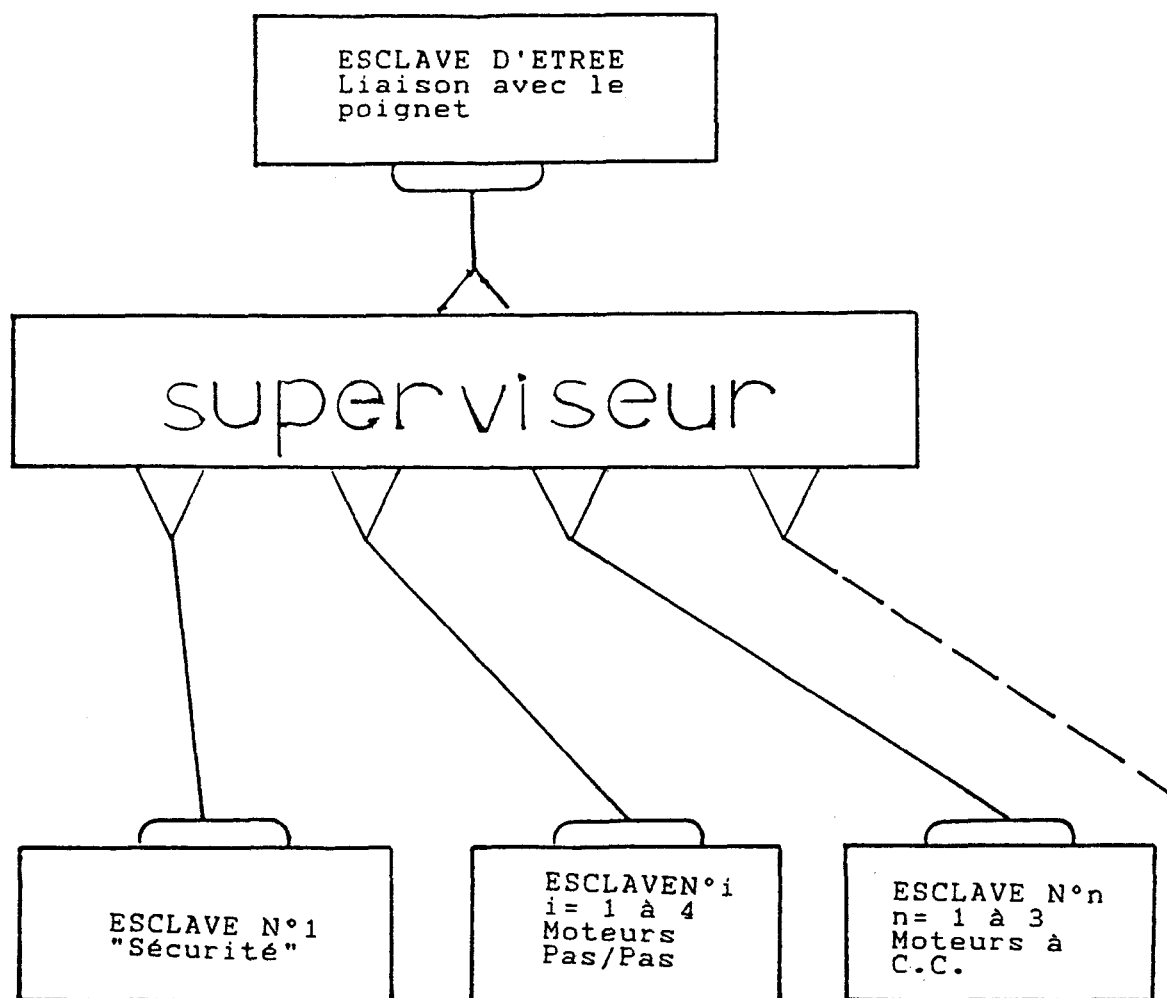 ESCLAVE D'ETREE
Liaison avec le
poignet
superviseur
ESCLAVE N°1
"Sécurité"
ESCLAVEN°i
i= 1 à 4
Moteurs
Pas/Pas
ESCLAVE N°n
n= 1 à 3
Moteurs à
C.C.